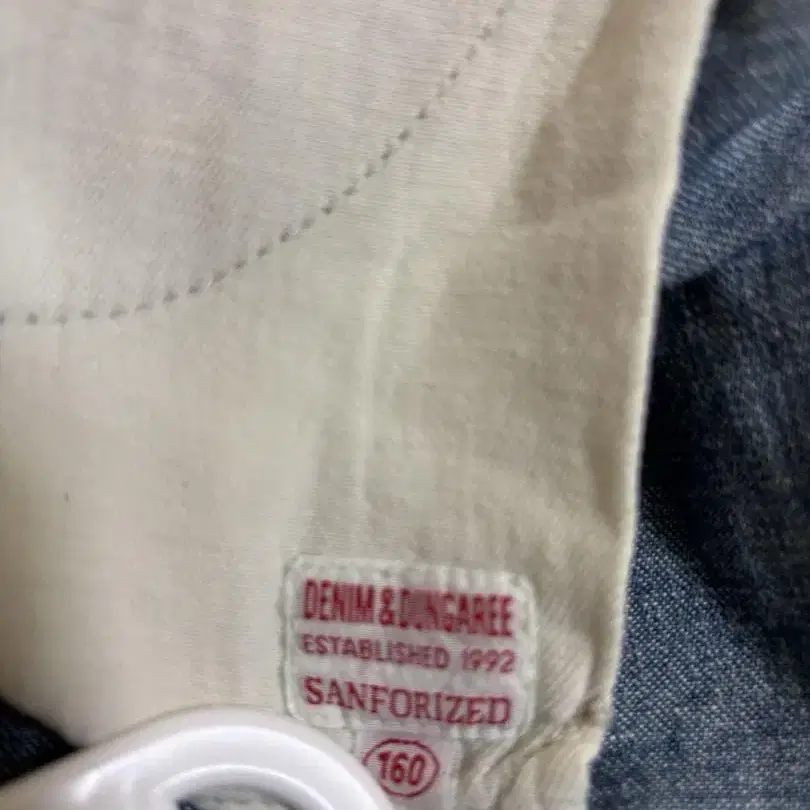 DENIM & DUNGAREE
ESTABLISHED 1992
SANFORIZED
160